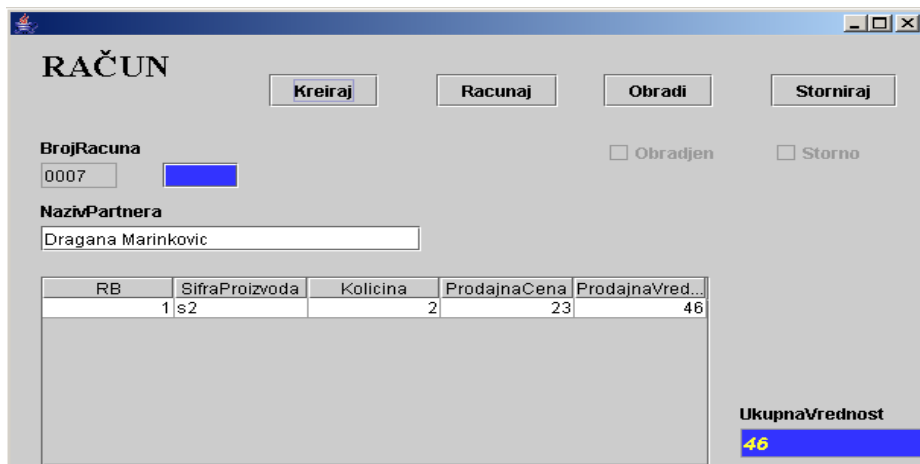 RAČUN
Kreiraj Racunaj Obradi Storniraj
BrojRacuna Obradjen Storno
0007
NazivPartnera
Dragana Marinkovic
RB SifraProizvoda Kolicina ProdajnaCena ProdajnaVred...
1 s2 2 23 46
UkupnaVrednost
46